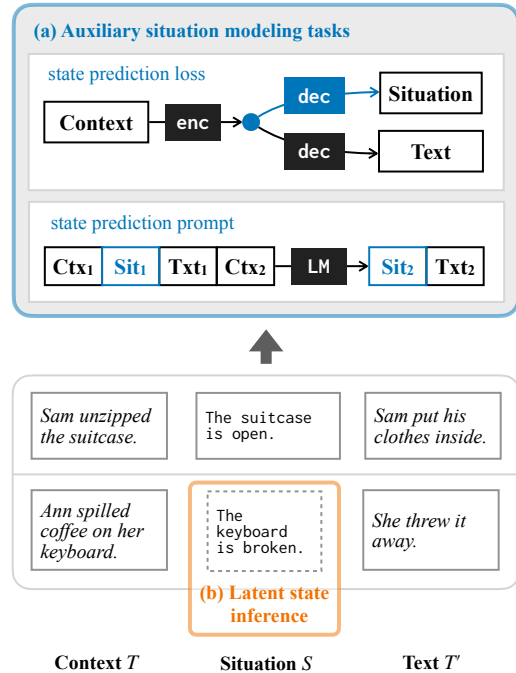 (a) Auxiliary situation modeling tasks
state prediction loss
Context
enc
dec
Situation
dec
Text
state prediction prompt
Ctx₁ Sit₁ Txt₁ Ctx₂ LM Sit₂ Txt₂
Sam unzipped
the suitcase.
The suitcase
is open.
Sam put his
clothes inside.
Ann spilled
coffee on her
keyboard.
The
keyboard
is broken.
She threw it
away.
(b) Latent state
inference
Context T
Situation S
Text T′